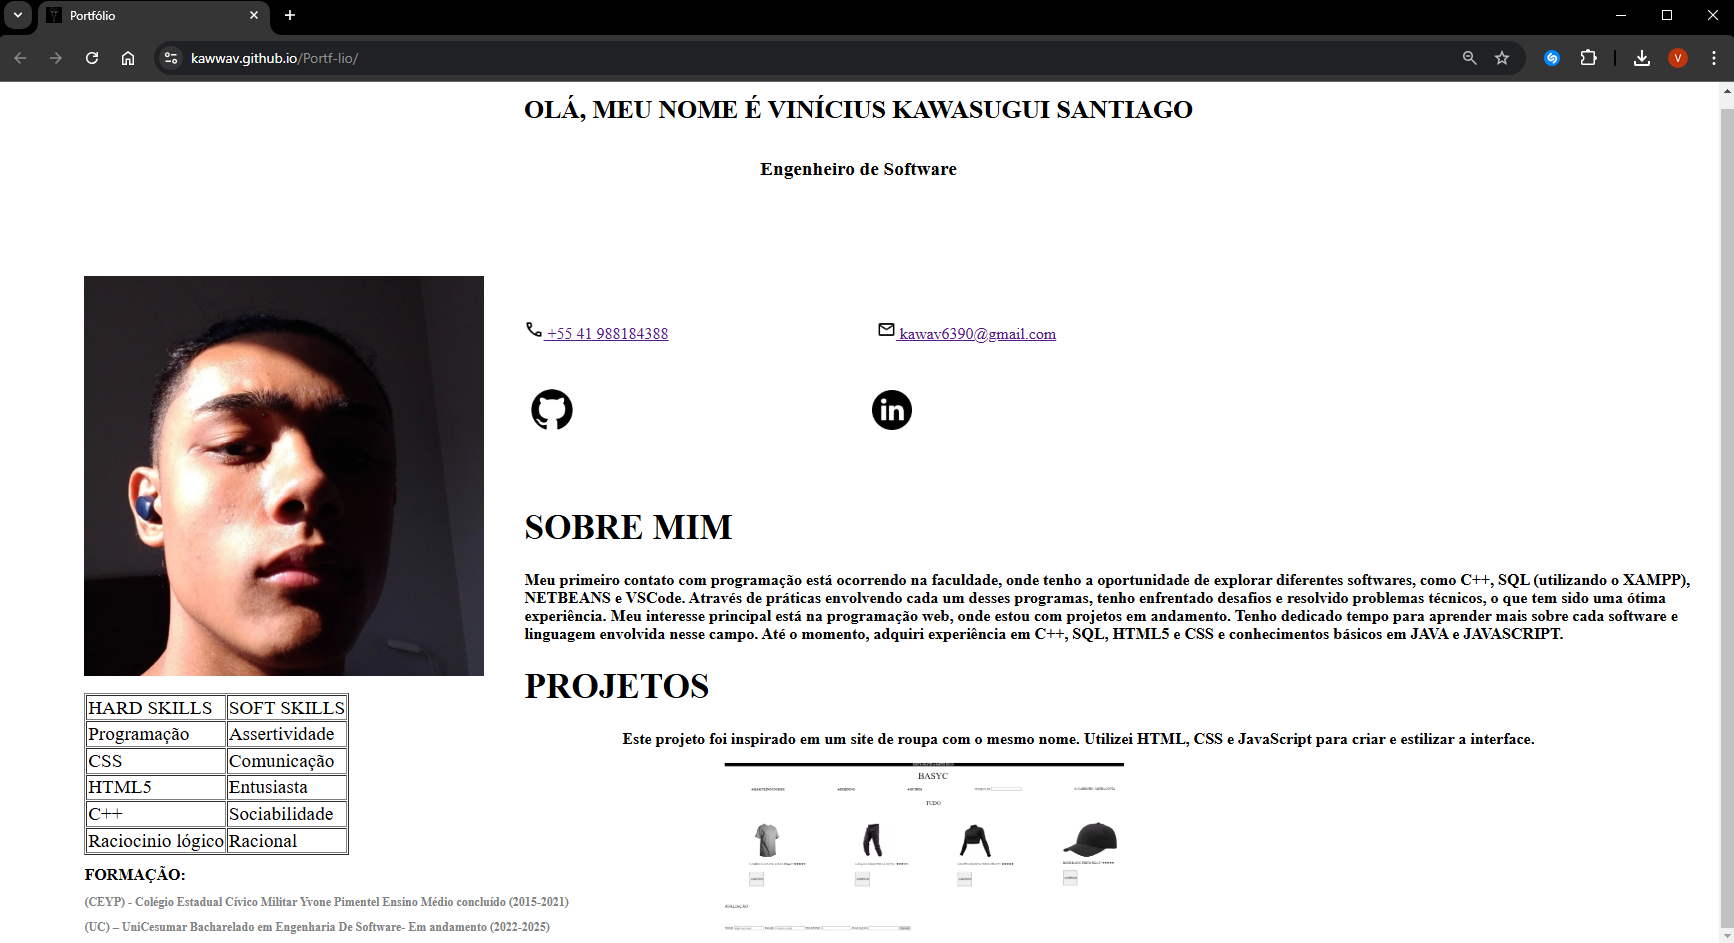 Portfólio
kawwav.github.io/Portf-lio/
V
OLÁ, MEU NOME É VINÍCIUS KAWASUGUI SANTIAGO
Engenheiro de Software
+55 41 988184388
kawav6390@gmail.com
in
SOBRE MIM
Meu primeiro contato com programação está ocorrendo na faculdade, onde tenho a oportunidade de explorar diferentes softwares, como C++, SQL (utilizando o XAMPP),
NETBEANS e VSCode. Através de práticas envolvendo cada um desses programas, tenho enfrentado desafios e resolvido problemas técnicos, o que tem sido uma ótima
experiência. Meu interesse principal está na programação web, onde estou com projetos em andamento. Tenho dedicado tempo para aprender mais sobre cada software e
linguagem envolvida nesse campo. Até o momento, adquiri experiência em C++, SQL, HTML5 e CSS e conhecimentos básicos em JAVA e JAVASCRIPT.
PROJETOS
Este projeto foi inspirado em um site de roupa com o mesmo nome. Utilizei HTML, CSS e JavaScript para criar e estilizar a interface.
BASYC
TUDO
AVALIAÇÃO
HARD SKILLS SOFT SKILLS
Programação Assertividade
CSS Comunicação
HTML5 Entusiasta
C++ Sociabilidade
Raciocinio lógico Racional
FORMAÇÃO:
(CEYP) - Colégio Estadual Cívico Militar Yvone Pimentel Ensino Médio concluído (2015-2021)
(UC) – UniCesumar Bacharelado em Engenharia De Software- Em andamento (2022-2025)